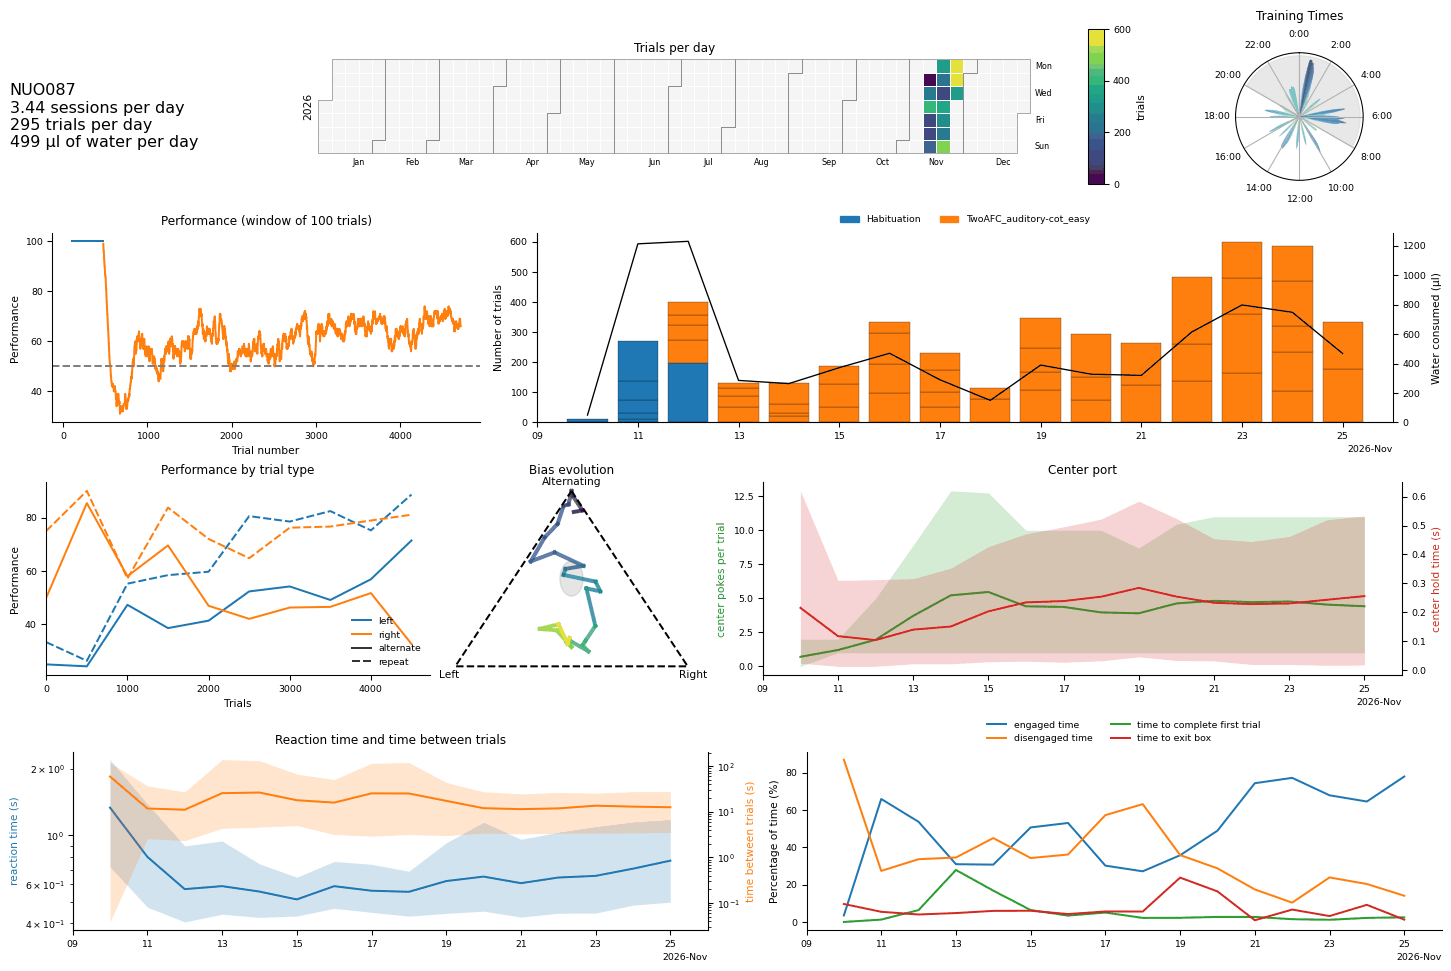 NUO087
3.44 sessions per day
295 trials per day
499 µl of water per day
Trials per day
2026
Jan Feb Mar Apr May Jun Jul Aug Sep Oct Nov Dec
Mon
Wed
Fri
Sun
600
400
200
0
trials
Training Times
0:00
2:00
4:00
6:00
8:00
10:00
12:00
14:00
16:00
18:00
20:00
22:00
Performance (window of 100 trials)
Performance
100
80
60
40
0 1000 2000 3000 4000
Trial number
Habituation TwoAFC_auditory-cot_easy
Number of trials
600
500
400
300
200
100
0
1200
1000
800
600
400
200
0
Water consumed (µl)
09 11 13 15 17 19 21 23 25
2026-Nov
Performance by trial type
Performance
80
60
40
0 1000 2000 3000 4000
Trials
left
right
alternate
repeat
Bias evolution
Alternating
Left Right
Center port
center pokes per trial
12.5
10.0
7.5
5.0
2.5
0.0
0.6
0.5
0.4
0.3
0.2
0.1
0.0
center hold time (s)
09 11 13 15 17 19 21 23 25
2026-Nov
Reaction time and time between trials
reaction time (s)
2 × 10⁰
10⁰
6 × 10⁻¹
4 × 10⁻¹
10²
10¹
10⁰
10⁻¹
time between trials (s)
09 11 13 15 17 19 21 23 25
2026-Nov
engaged time
disengaged time
time to complete first trial
time to exit box
Percentage of time (%)
80
60
40
20
0
09 11 13 15 17 19 21 23 25
2026-Nov